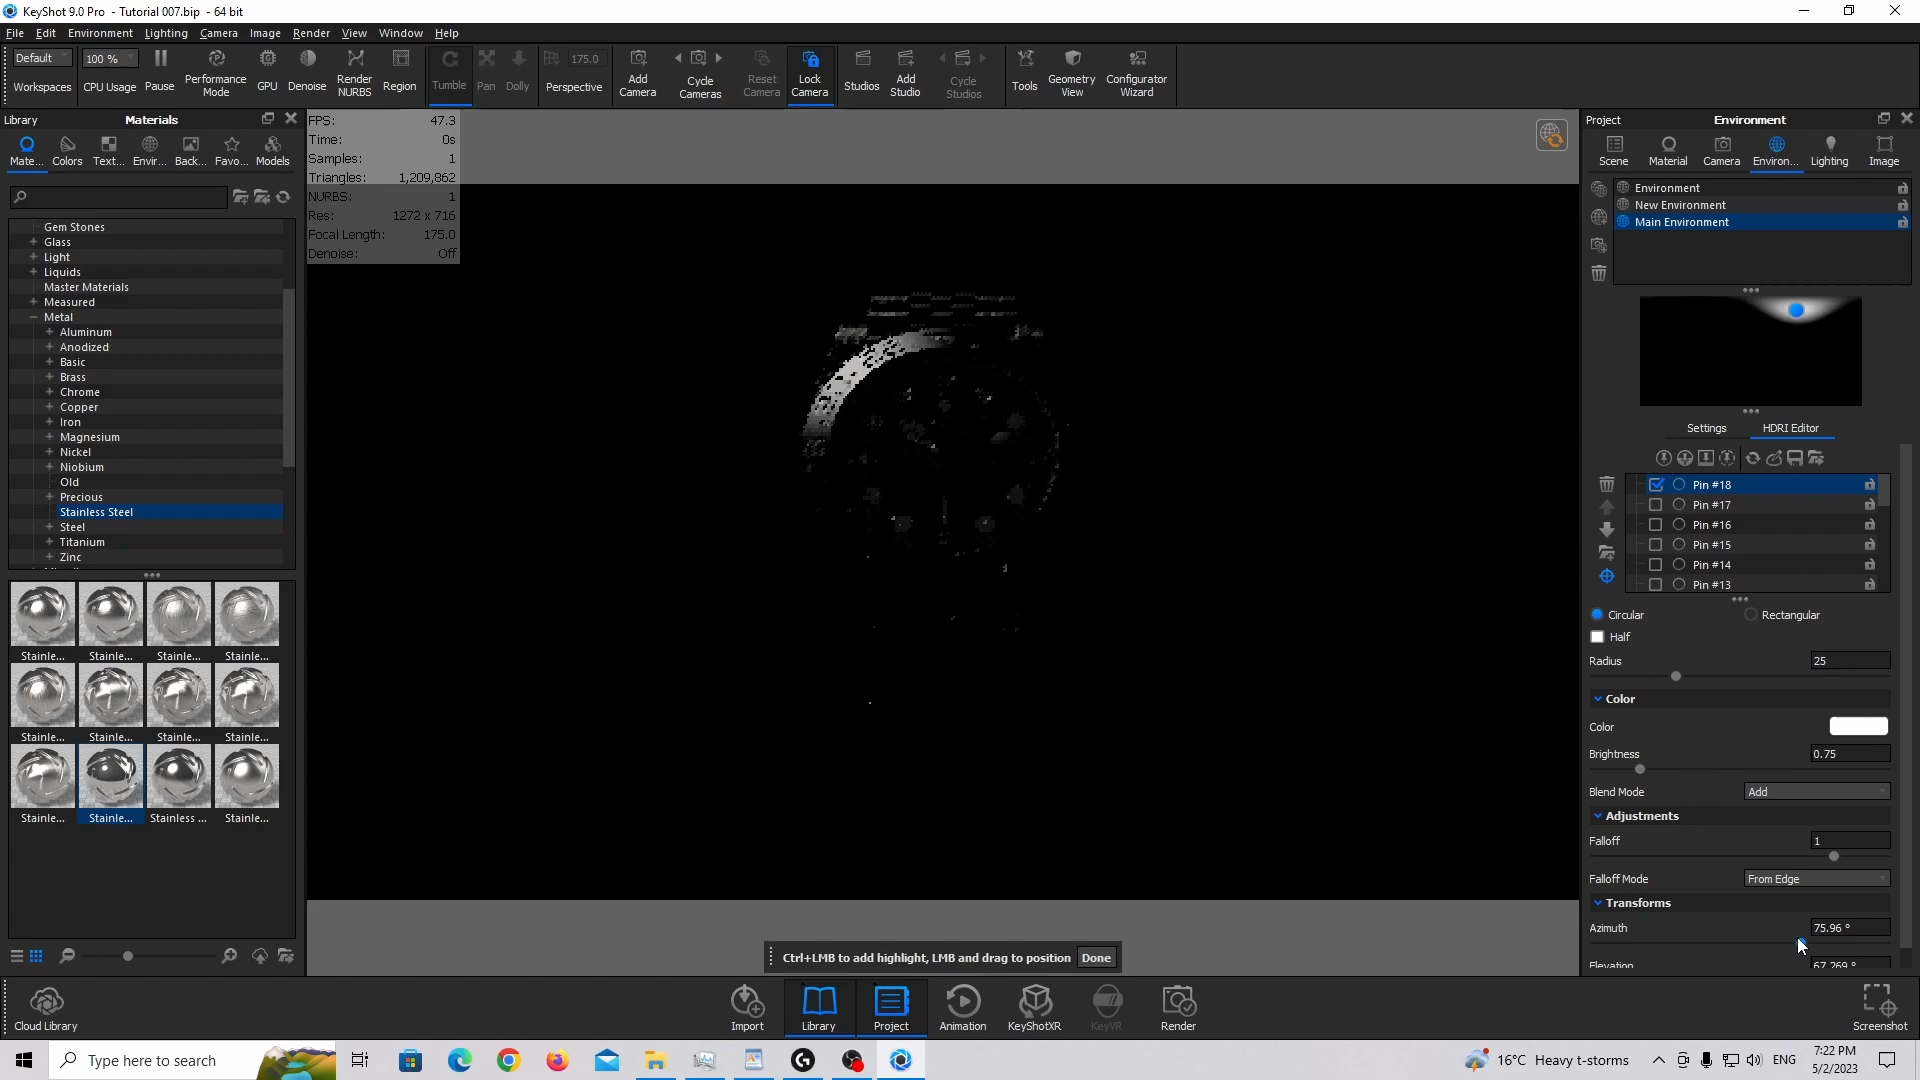 KeyShot 9.0 Pro - Tutorial 007.bip - 64 bit
File Edit Environment Lighting Camera Image Render View Window Help
Default 100 % 175.0
Workspaces CPU Usage Pause Performance Mode GPU Denoise Render NURBS Region Tumble Pan Dolly Perspective Add Camera Cycle Cameras Reset Camera Lock Camera Studios Add Studio Cycle Studios Tools Geometry View Configurator Wizard
Library Materials
Mate... Colors Text... Envir... Back... Favo... Models
Gem Stones
Glass
Light
Liquids
Master Materials
Measured
Metal
Aluminum
Anodized
Basic
Brass
Chrome
Copper
Iron
Magnesium
Nickel
Niobium
Old
Precious
Stainless Steel
Steel
Titanium
Zinc
Stainle... Stainle... Stainle... Stainle...
Stainle... Stainle... Stainle... Stainle...
Stainle... Stainle... Stainless ... Stainle...
FPS: 47.3
Time: 0s
Samples: 1
Triangles: 1,209,862
NURBS: 1
Res: 1272 x 716
Focal Length: 175.0
Denoise: Off
Ctrl+LMB to add highlight, LMB and drag to position Done
Project Environment
Scene Material Camera Environ... Lighting Image
Environment
New Environment
Main Environment
Settings HDRI Editor
Pin #18
Pin #17
Pin #16
Pin #15
Pin #14
Pin #13
Circular Rectangular
Half
Radius 25
Color
Color
Brightness 0.75
Blend Mode Add
Adjustments
Falloff 1
Falloff Mode From Edge
Transforms
Azimuth 75.96 °
Elevation 67.269 °
Cloud Library Import Library Project Animation KeyShotXR KeyVR Render Screenshot
Type here to search 16°C Heavy t-storms ENG 7:22 PM
5/2/2023